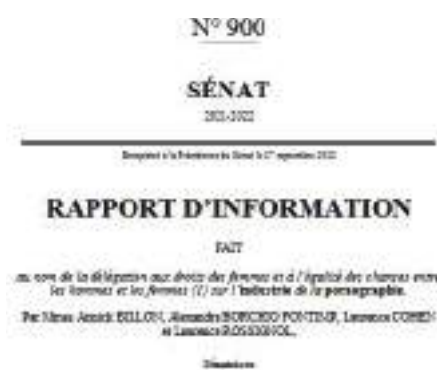 N° 900
SÉNAT
2021-2022
Enregistré à la Présidence du Sénat le 27 septembre 2022
RAPPORT D'INFORMATION
FAIT
au nom de la délégation aux droits des femmes et à l'égalité des chances entre
les hommes et les femmes (1) sur l'industrie de la pornographie,
Par Mmes Annick BILLON, Alexandra BORCHIO FONTIMP, Laurence COHEN
et Laurence ROSSIGNOL,
Sénatrices